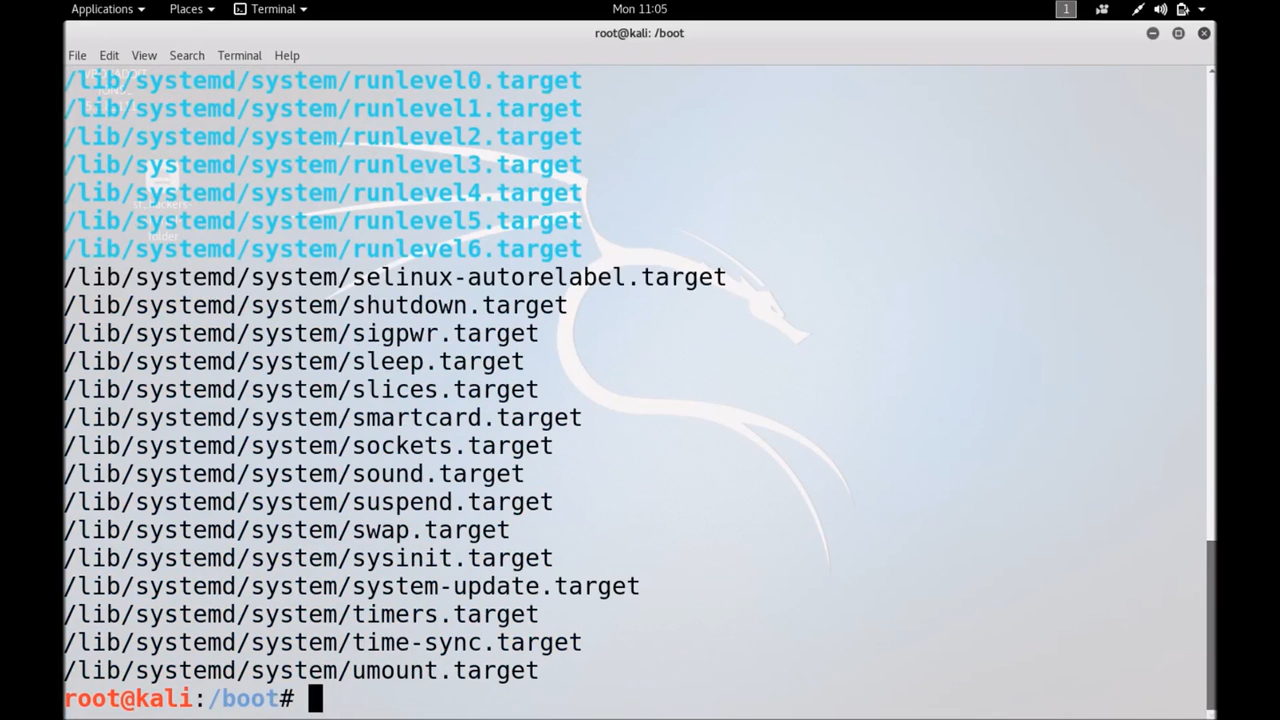 Applications Places Terminal Mon 11:05 1
root@kali: /boot
File Edit View Search Terminal Help
/lib/systemd/system/runlevel0.target
/lib/systemd/system/runlevel1.target
/lib/systemd/system/runlevel2.target
/lib/systemd/system/runlevel3.target
/lib/systemd/system/runlevel4.target
/lib/systemd/system/runlevel5.target
/lib/systemd/system/runlevel6.target
/lib/systemd/system/selinux-autorelabel.target
/lib/systemd/system/shutdown.target
/lib/systemd/system/sigpwr.target
/lib/systemd/system/sleep.target
/lib/systemd/system/slices.target
/lib/systemd/system/smartcard.target
/lib/systemd/system/sockets.target
/lib/systemd/system/sound.target
/lib/systemd/system/suspend.target
/lib/systemd/system/swap.target
/lib/systemd/system/sysinit.target
/lib/systemd/system/system-update.target
/lib/systemd/system/timers.target
/lib/systemd/system/time-sync.target
/lib/systemd/system/umount.target
root@kali:/boot#